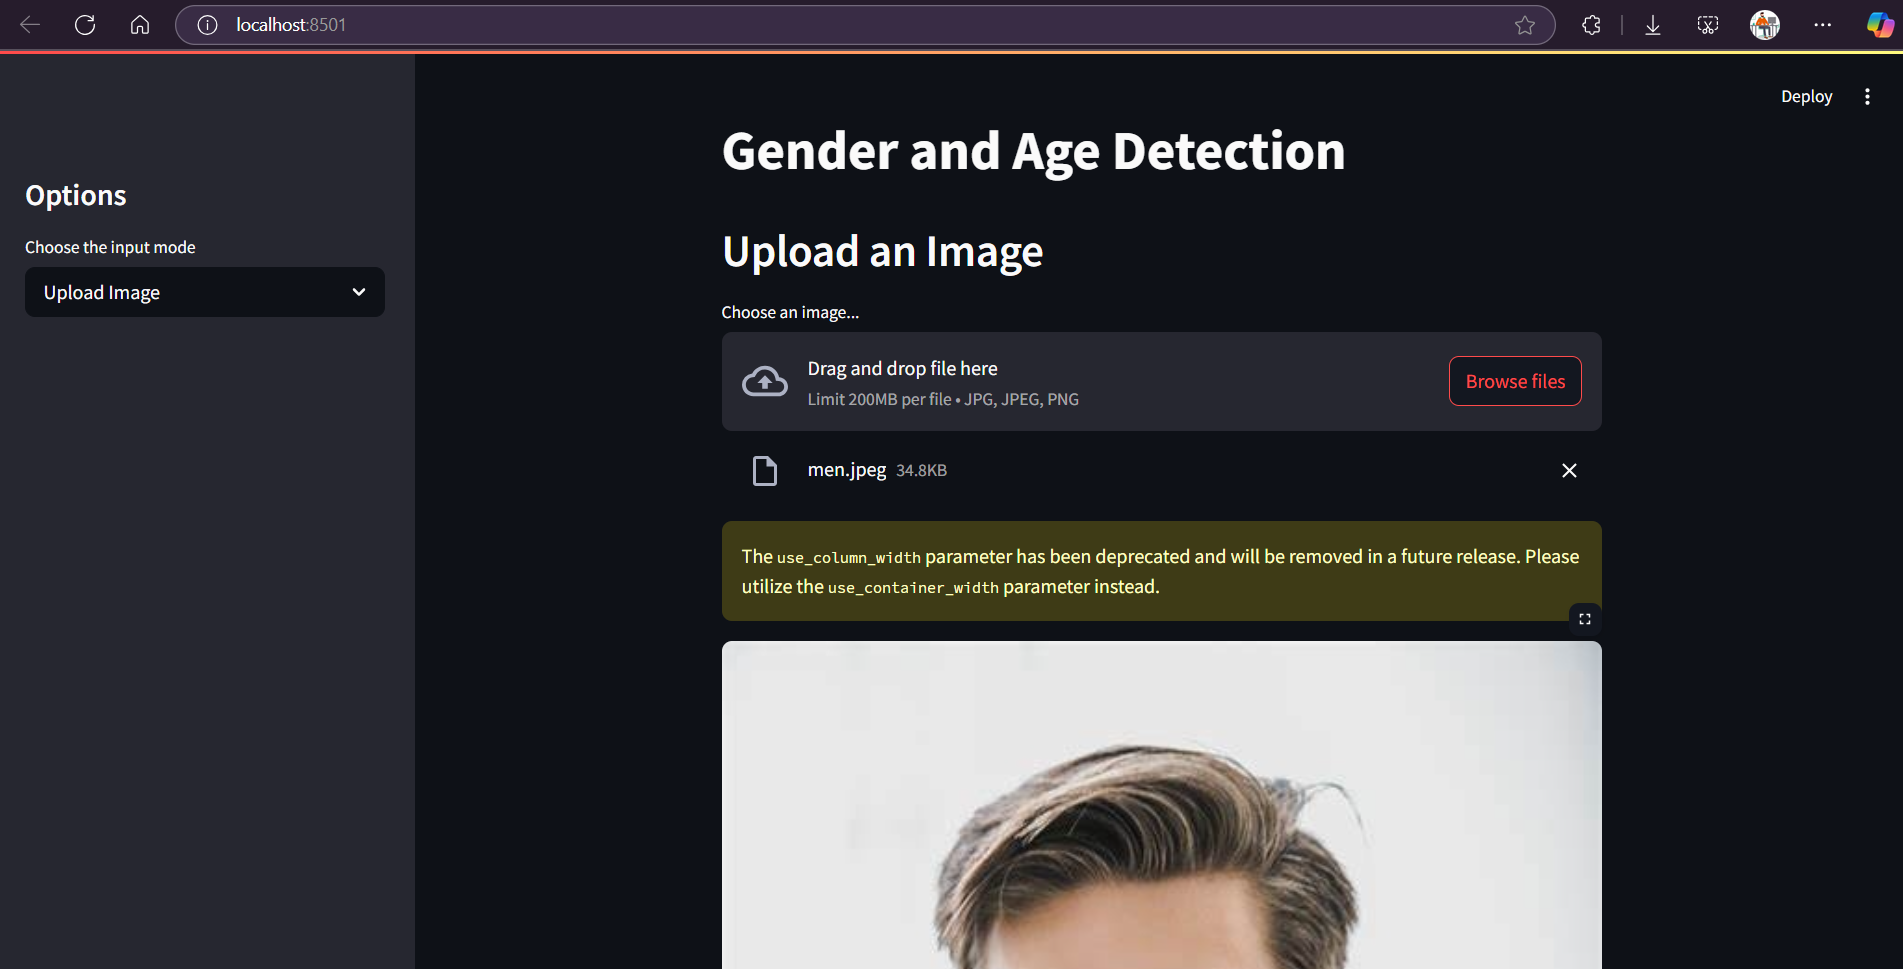 localhost:8501
Deploy
Options
Choose the input mode
Upload Image
Gender and Age Detection
Upload an Image
Choose an image...
Drag and drop file here
Limit 200MB per file • JPG, JPEG, PNG
Browse files
men.jpeg 34.8KB
The use_column_width parameter has been deprecated and will be removed in a future release. Please
utilize the use_container_width parameter instead.